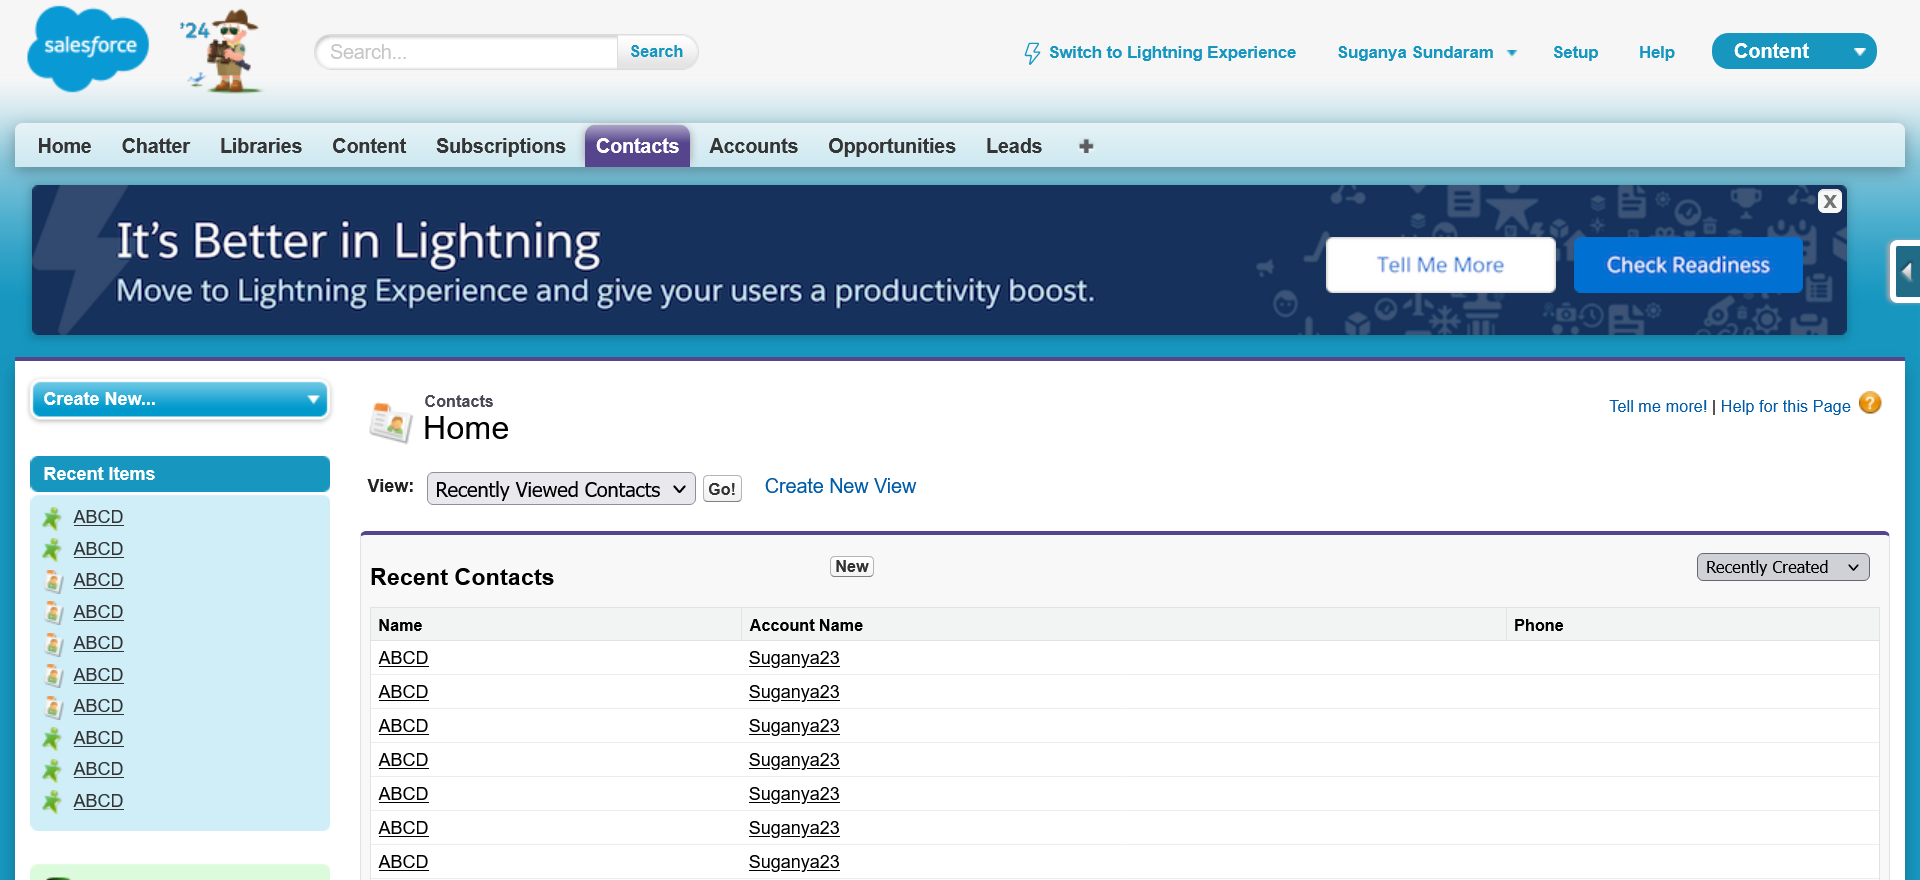 salesforce
'24
Search...
Search
Switch to Lightning Experience
Suganya Sundaram
Setup
Help
Content
Home
Chatter
Libraries
Content
Subscriptions
Contacts
Accounts
Opportunities
Leads
+
It's Better in Lightning
Move to Lightning Experience and give your users a productivity boost.
Tell Me More
Check Readiness
X
Create New...
Recent Items
ABCD
ABCD
ABCD
ABCD
ABCD
ABCD
ABCD
ABCD
ABCD
ABCD
Contacts
Home
Tell me more! | Help for this Page ?
View:
Recently Viewed Contacts
Go!
Create New View
Recent Contacts
New
Recently Created
Name Account Name Phone
ABCD Suganya23
ABCD Suganya23
ABCD Suganya23
ABCD Suganya23
ABCD Suganya23
ABCD Suganya23
ABCD Suganya23